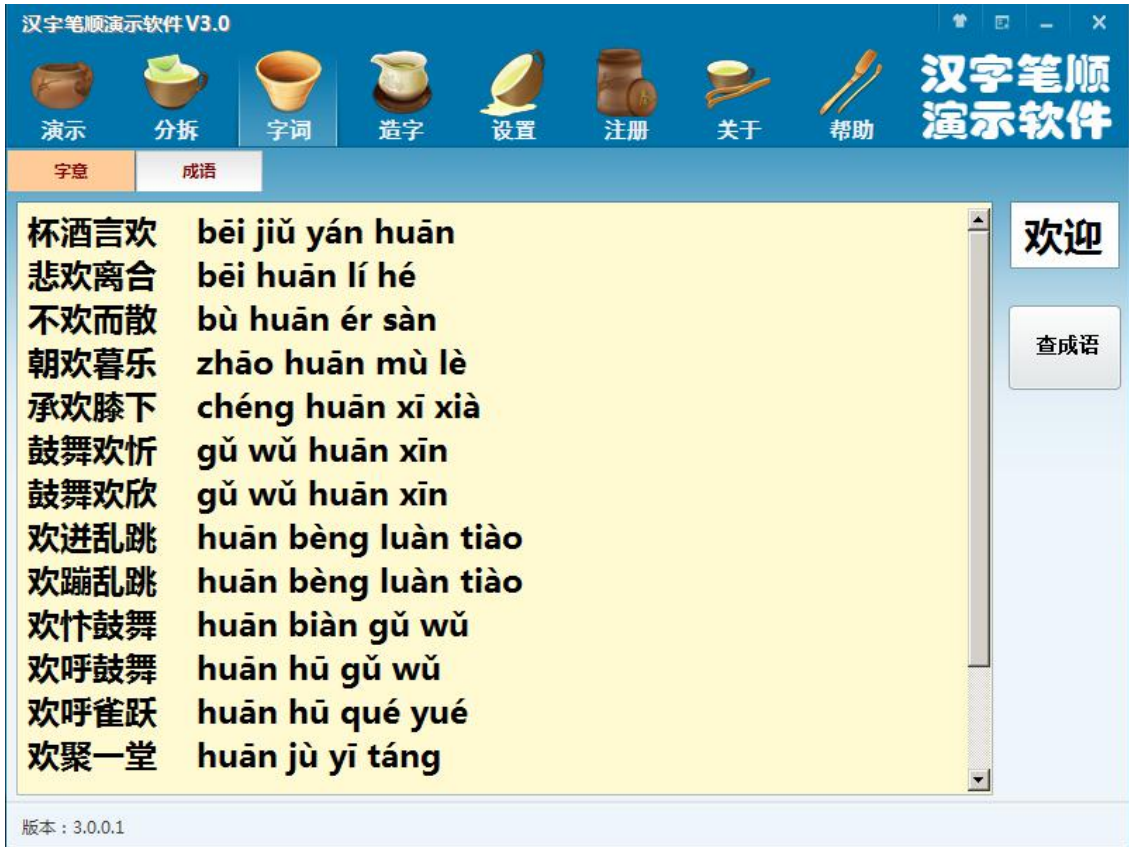 汉字笔顺演示软件 V3.0
演示 分拆 字词 造字 设置 注册 关于 帮助
汉字笔顺
演示软件
字意 成语
杯酒言欢 bēi jiǔ yán huān
悲欢离合 bēi huān lí hé
不欢而散 bù huān ér sàn
朝欢暮乐 zhāo huān mù lè
承欢膝下 chéng huān xī xià
鼓舞欢忻 gǔ wǔ huān xīn
鼓舞欢欣 gǔ wǔ huān xīn
欢迸乱跳 huān bèng luàn tiào
欢蹦乱跳 huān bèng luàn tiào
欢忭鼓舞 huān biàn gǔ wǔ
欢呼鼓舞 huān hū gǔ wǔ
欢呼雀跃 huān hū qué yué
欢聚一堂 huān jù yī táng
欢迎
查成语
版本：3.0.0.1